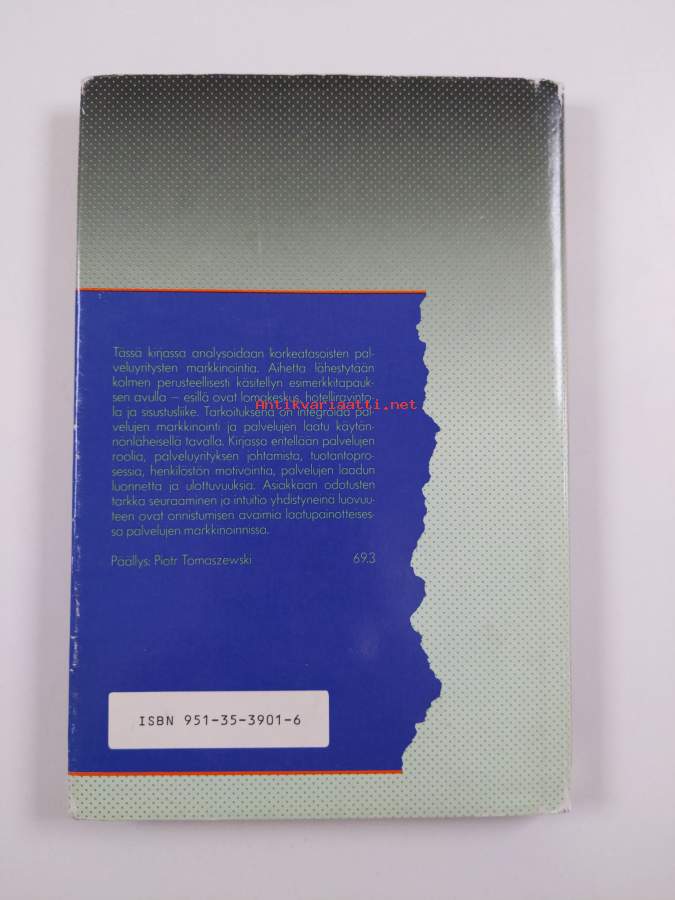 Tässä kirjassa analysoidaan korkeatasoisten pal-
veluyritysten markkinointia. Aihetta lähestytään
kolmen perusteellisesti käsitellyn esimerkkitapauk-
sen avulla – esillä ovat lomakeskus, hotelliravinto-
la ja sisustusliike. Tarkoituksena on integroida pal-
Antikvariaatti.net
velujen markkinointi ja palvelujen laatu käytän-
nönläheisellä tavalla. Kirjassa eritellään palvelujen
roolia, palveluyrityksen johtamista, tuotantopro-
sessia, henkilöstön motivointia, palvelujen laadun
luonnetta ja ulottuvuuksia. Asiakkaan odotusten
tarkka seuraaminen ja intuitio yhdistyneinä luovuu-
teen ovat onnistumisen avaimia laatupainotteises-
sa palvelujen markkinoinnissa.
Päällys: Piotr Tomaszewski 69.3
ISBN 951-35-3901-6